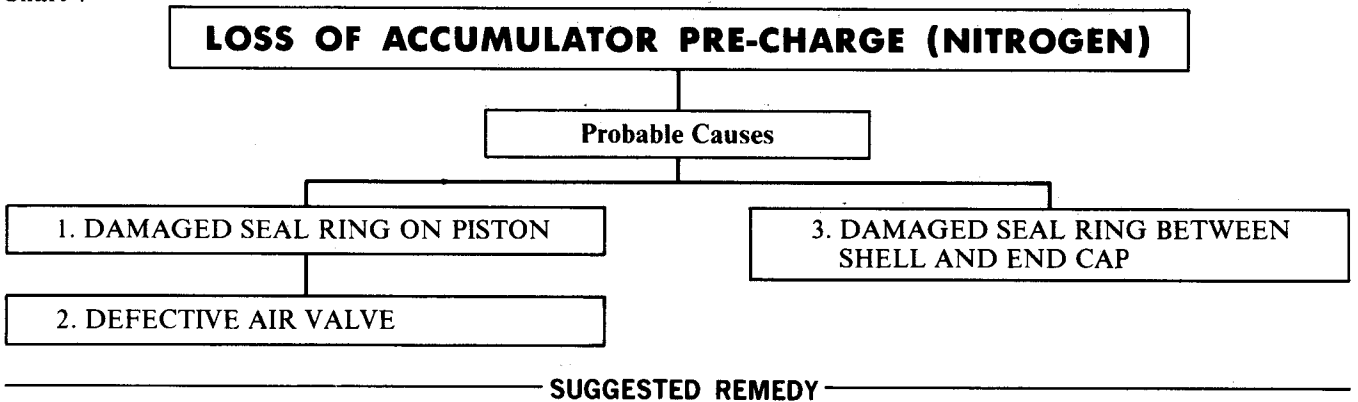 LOSS OF ACCUMULATOR PRE-CHARGE (NITROGEN)
Probable Causes
1. DAMAGED SEAL RING ON PISTON
3. DAMAGED SEAL RING BETWEEN
SHELL AND END CAP
2. DEFECTIVE AIR VALVE
SUGGESTED REMEDY